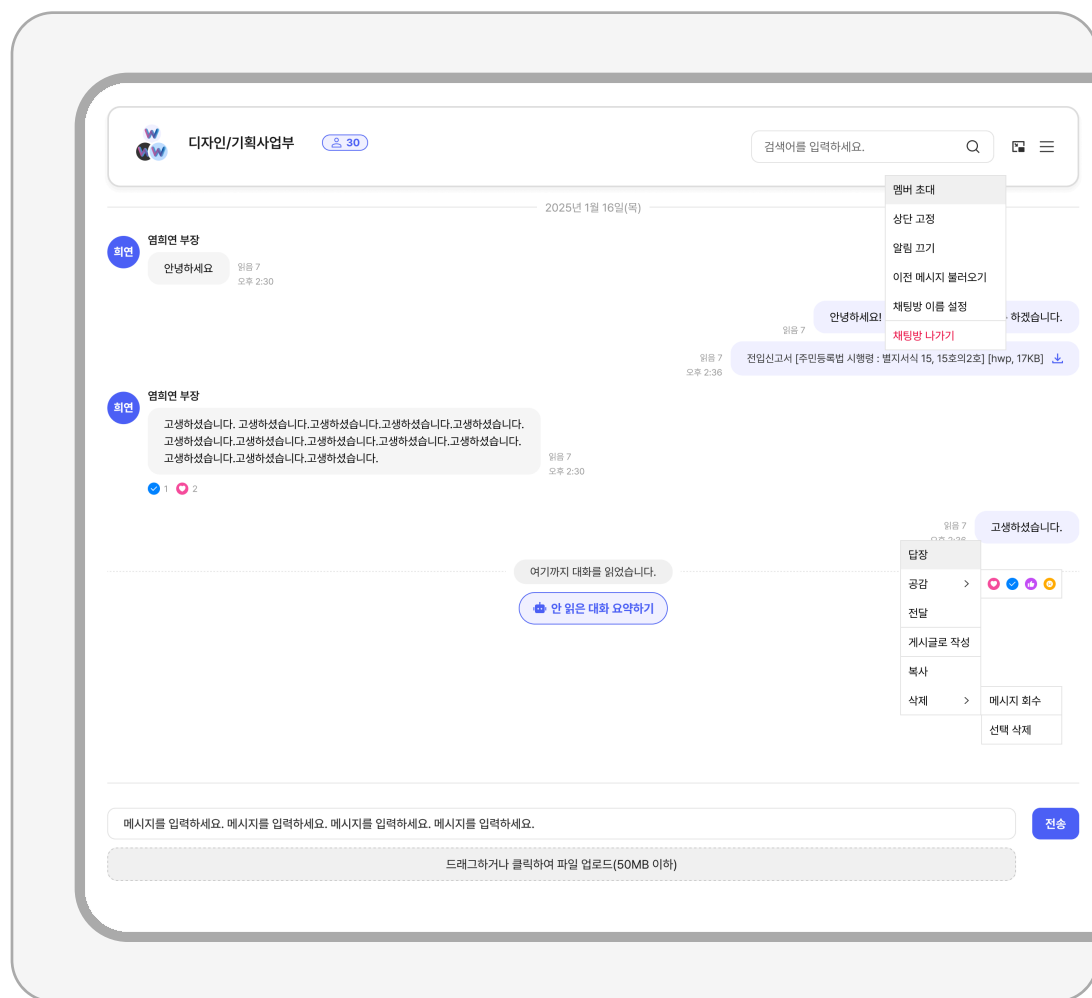 디자인/기획사업부
30
검색어를 입력하세요.
멤버 초대
상단 고정
알림 끄기
이전 메시지 불러오기
채팅방 이름 설정
채팅방 나가기
2025년 1월 16일(목)
희연
염희연 부장
안녕하세요
읽음 7
오후 2:30
안녕하세요!
하겠습니다.
읽음 7
전입신고서 [주민등록법 시행령 : 별지서식 15, 15호의2호] [hwp, 17KB]
읽음 7
오후 2:36
희연
염희연 부장
고생하셨습니다. 고생하셨습니다.고생하셨습니다.고생하셨습니다.고생하셨습니다.
고생하셨습니다.고생하셨습니다.고생하셨습니다.고생하셨습니다.고생하셨습니다.
고생하셨습니다.고생하셨습니다.고생하셨습니다.
읽음 7
오후 2:30
1
2
읽음 7
오후 2:36
고생하셨습니다.
여기까지 대화를 읽었습니다.
안 읽은 대화 요약하기
답장
공감
전달
게시글로 작성
복사
삭제
메시지 회수
선택 삭제
메시지를 입력하세요. 메시지를 입력하세요. 메시지를 입력하세요. 메시지를 입력하세요.
전송
드래그하거나 클릭하여 파일 업로드(50MB 이하)